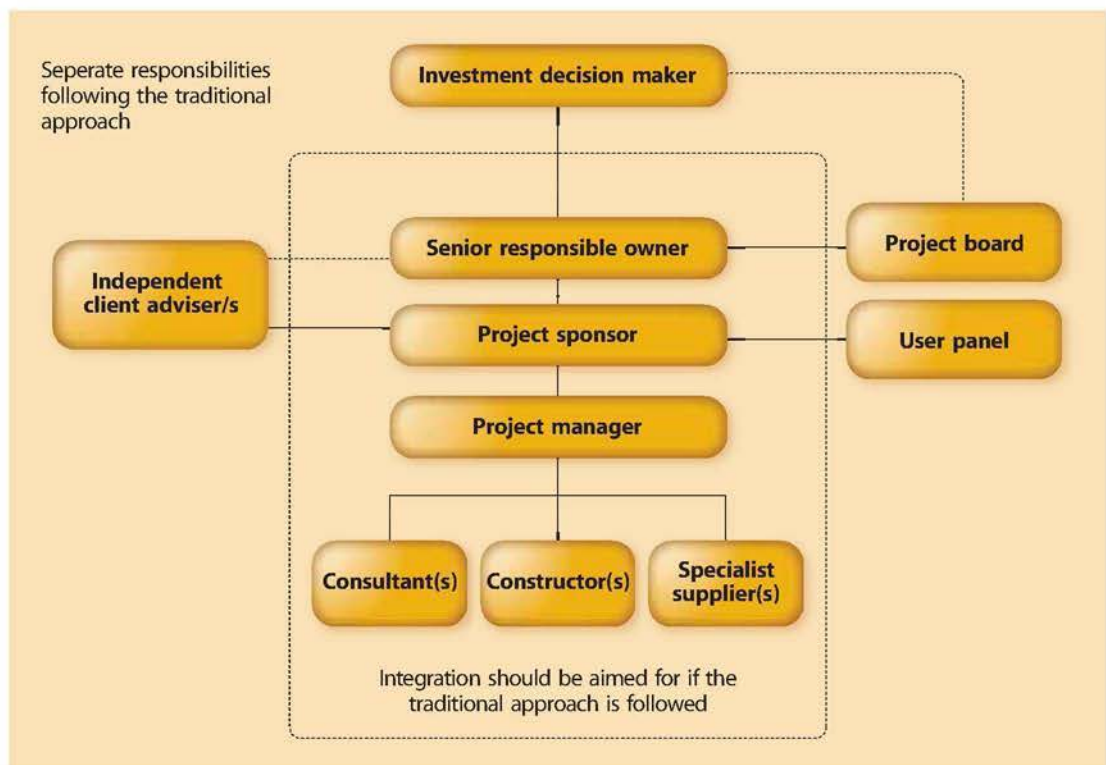 Seperate responsibilities
following the traditional
approach
Investment decision maker
Senior responsible owner
Project board
Independent
client adviser/s
Project sponsor
User panel
Project manager
Consultant(s)
Constructor(s)
Specialist
supplier(s)
Integration should be aimed for if the
traditional approach is followed